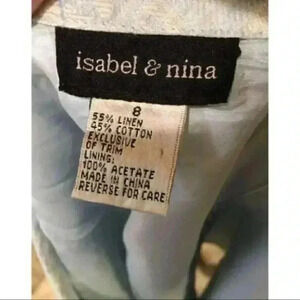 isabel & nina
8
55% LINEN
45% COTTON
EXCLUSIVE
OF TRIM
LINING:
100% ACETATE
MADE IN CHINA
REVERSE FOR CARE